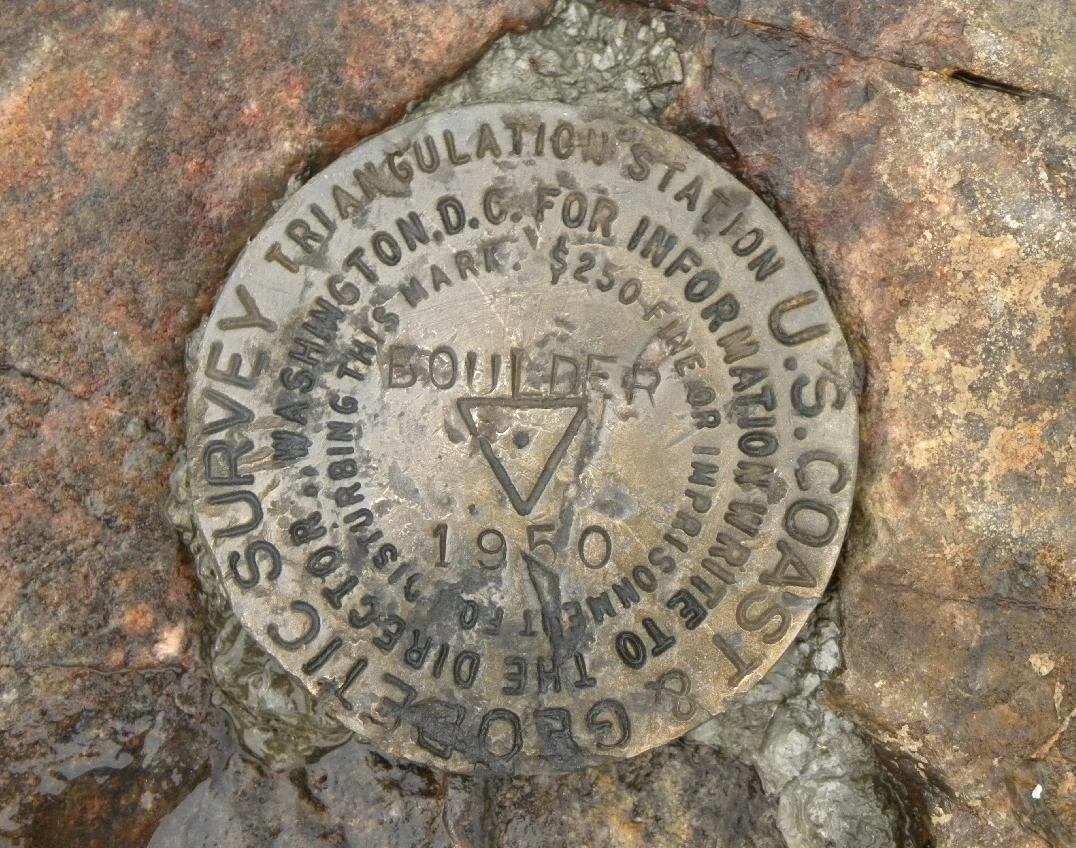 U.S. COAST & GEODETIC SURVEY TRIANGULATION STATION
FOR INFORMATION WRITE TO THE DIRECTOR, WASHINGTON, D.C.
$250 FINE OR IMPRISONMENT FOR DISTURBING THIS MARK.
BOULDER
1950